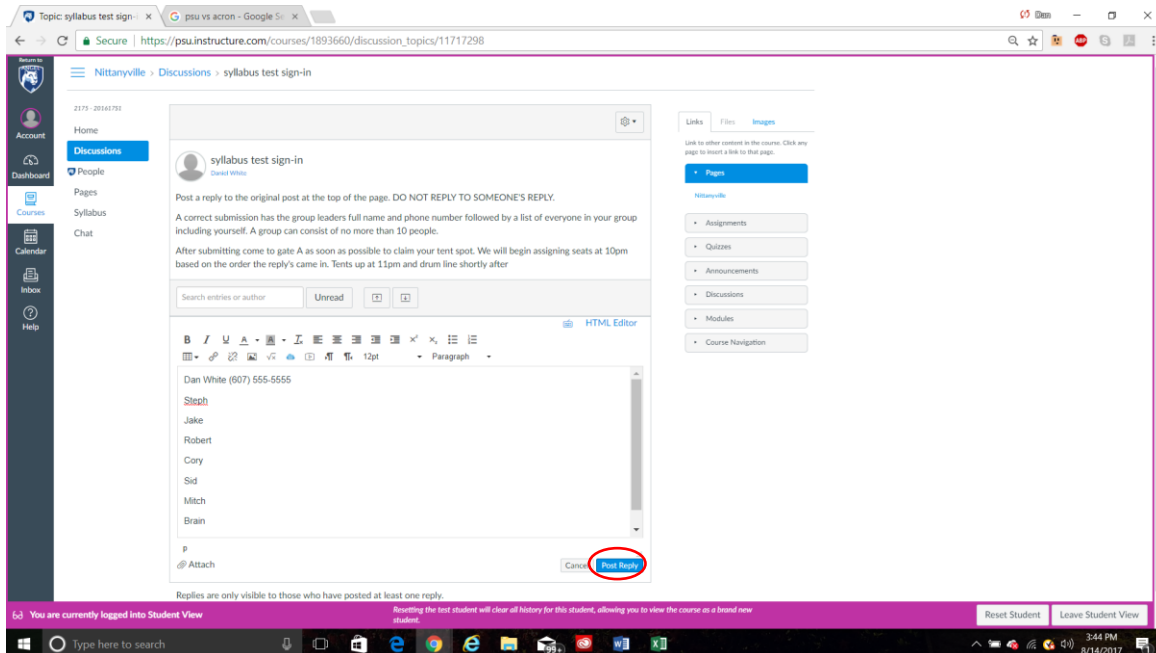 Topic: syllabus test sign-i
psu vs acron - Google Se
Dan
Secure | https://psu.instructure.com/courses/1893660/discussion_topics/11717298
Return to
Nittanyville > Discussions > syllabus test sign-in
Account
Dashboard
Courses
Calendar
Inbox
Help
2175 - 20161751
Home
Discussions
People
Pages
Syllabus
Chat
syllabus test sign-in
Daniel White
Post a reply to the original post at the top of the page. DO NOT REPLY TO SOMEONE'S REPLY.
A correct submission has the group leaders full name and phone number followed by a list of everyone in your group
including yourself. A group can consist of no more than 10 people.
After submitting come to gate A as soon as possible to claim your tent spot. We will begin assigning seats at 10pm
based on the order the reply's came in. Tents up at 11pm and drum line shortly after
Search entries or author
Unread
HTML Editor
12pt
Paragraph
Dan White (607) 555-5555
Steph
Jake
Robert
Cory
Sid
Mitch
Brain
p
Attach
Cance
Post Reply
Replies are only visible to those who have posted at least one reply.
Links Files Images
Link to other content in the course. Click any
page to insert a link to that page.
Pages
Nittanyville
Assignments
Quizzes
Announcements
Discussions
Modules
Course Navigation
You are currently logged into Student View
Resetting the test student will clear all history for this student, allowing you to view the course as a brand new
student.
Reset Student
Leave Student View
Type here to search
99+
3:44 PM
8/14/2017